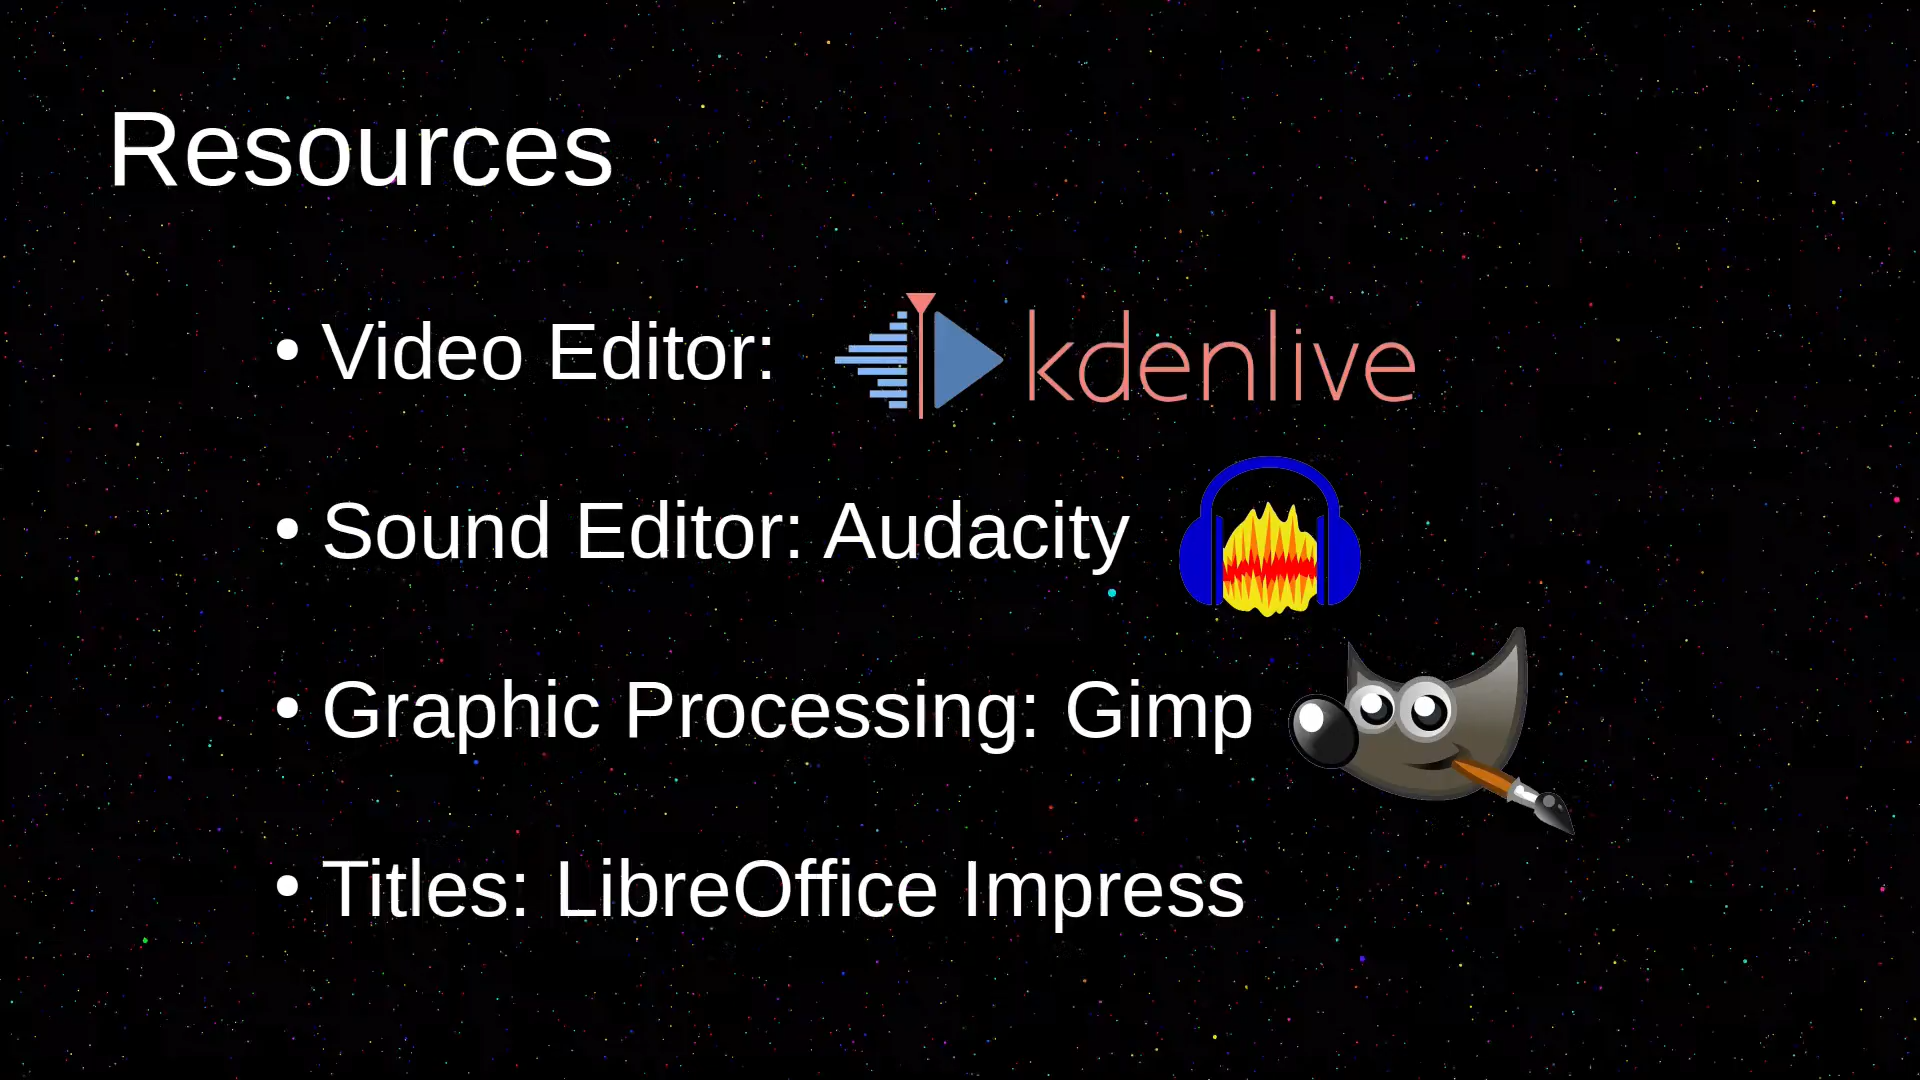 Resources
• Video Editor: kdenlive
• Sound Editor: Audacity
• Graphic Processing: Gimp
• Titles: LibreOffice Impress